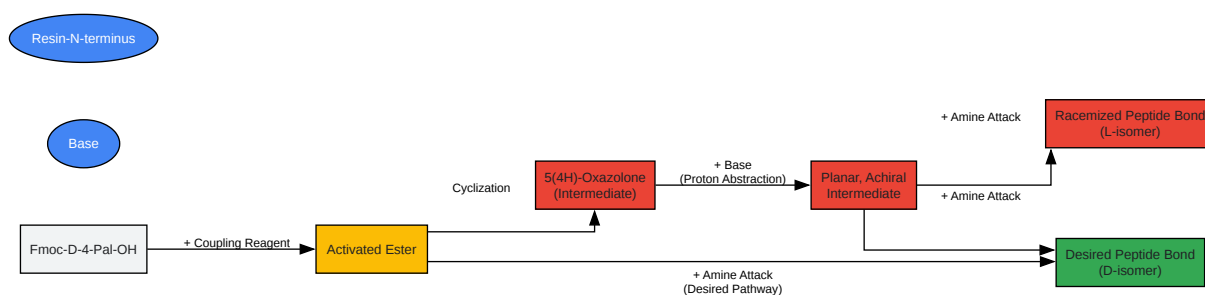 Resin-N-terminus
Base
Fmoc-D-4-Pal-OH
+ Coupling Reagent
Activated Ester
Cyclization
5(4H)-Oxazolone
(Intermediate)
+ Base
(Proton Abstraction)
Planar, Achiral
Intermediate
+ Amine Attack
+ Amine Attack
Racemized Peptide Bond
(L-isomer)
+ Amine Attack
(Desired Pathway)
Desired Peptide Bond
(D-isomer)